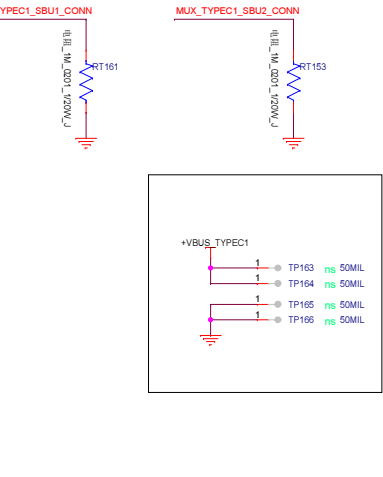 YPEC1_SBU1_CONN
MUX_TYPEC1_SBU2_CONN
RT161
电阻_1M_0201_1/20W_J
RT153
电阻_1M_0201_1/20W_J
+VBUS_TYPEC1
1 TP163 ns 50MIL
1 TP164 ns 50MIL
1 TP165 ns 50MIL
1 TP166 ns 50MIL